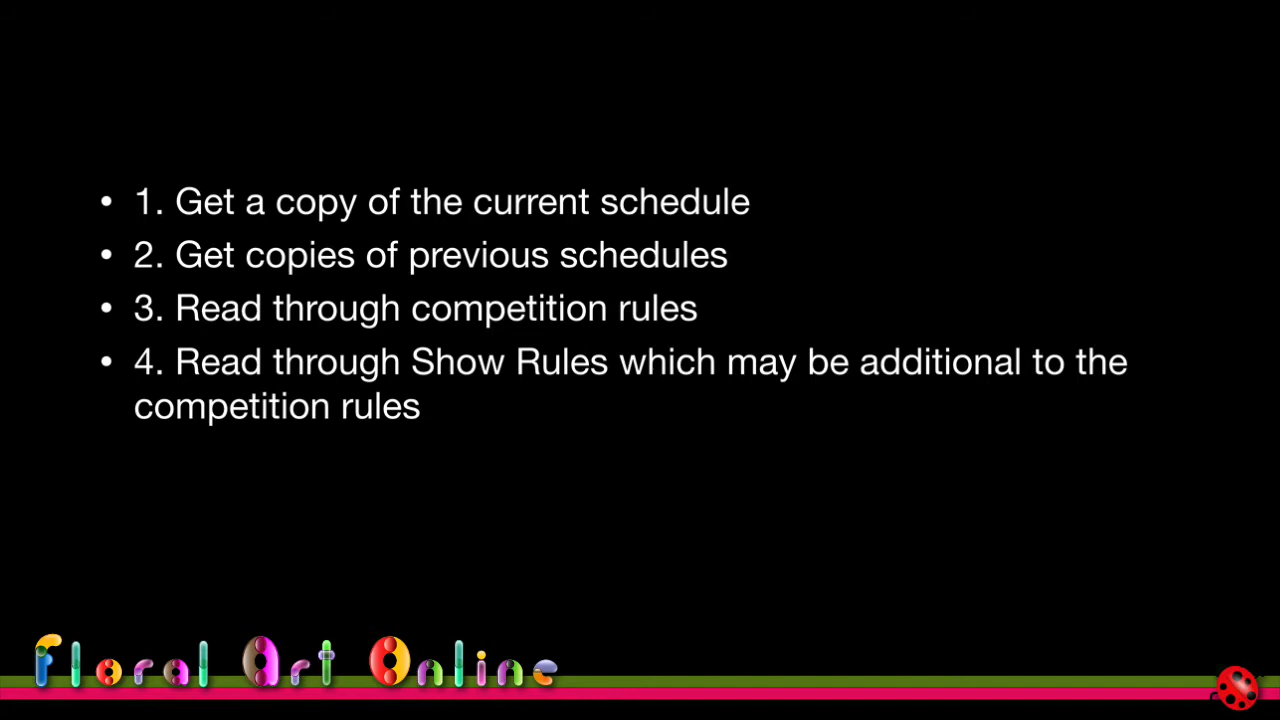 • 1. Get a copy of the current schedule
• 2. Get copies of previous schedules
• 3. Read through competition rules
• 4. Read through Show Rules which may be additional to the
competition rules
Floral Art Online